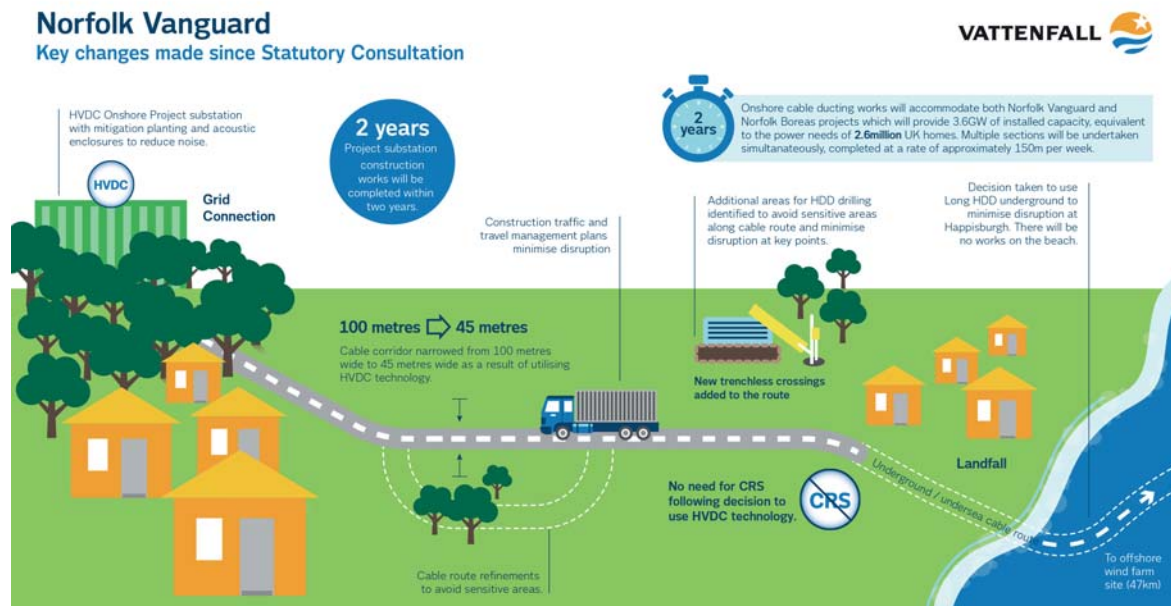 Norfolk Vanguard
Key changes made since Statutory Consultation
VATTENFALL
HVDC Onshore Project substation
with mitigation planting and acoustic
enclosures to reduce noise.
HVDC
Grid
Connection
2 years
Project substation
construction
works will be
completed within
two years.
2
years
Onshore cable ducting works will accommodate both Norfolk Vanguard and
Norfolk Boreas projects which will provide 3.6GW of installed capacity, equivalent
to the power needs of 2.6million UK homes. Multiple sections will be undertaken
simultanateously, completed at a rate of approximately 150m per week.
Construction traffic and
travel management plans
minimise disruption
Additional areas for HDD drilling
identified to avoid sensitive areas
along cable route and minimise
disruption at key points.
Decision taken to use
Long HDD underground to
minimise disruption at
Happisburgh. There will be
no works on the beach.
100 metres 45 metres
Cable corridor narrowed from 100 metres
wide to 45 metres wide as a result of utilising
HVDC technology.
New trenchless crossings
added to the route
Landfall
No need for CRS
following decision to
use HVDC technology.
CRS
Underground / undersea cable route
Cable route refinements
to avoid sensitive areas.
To offshore
wind farm
site (47km)